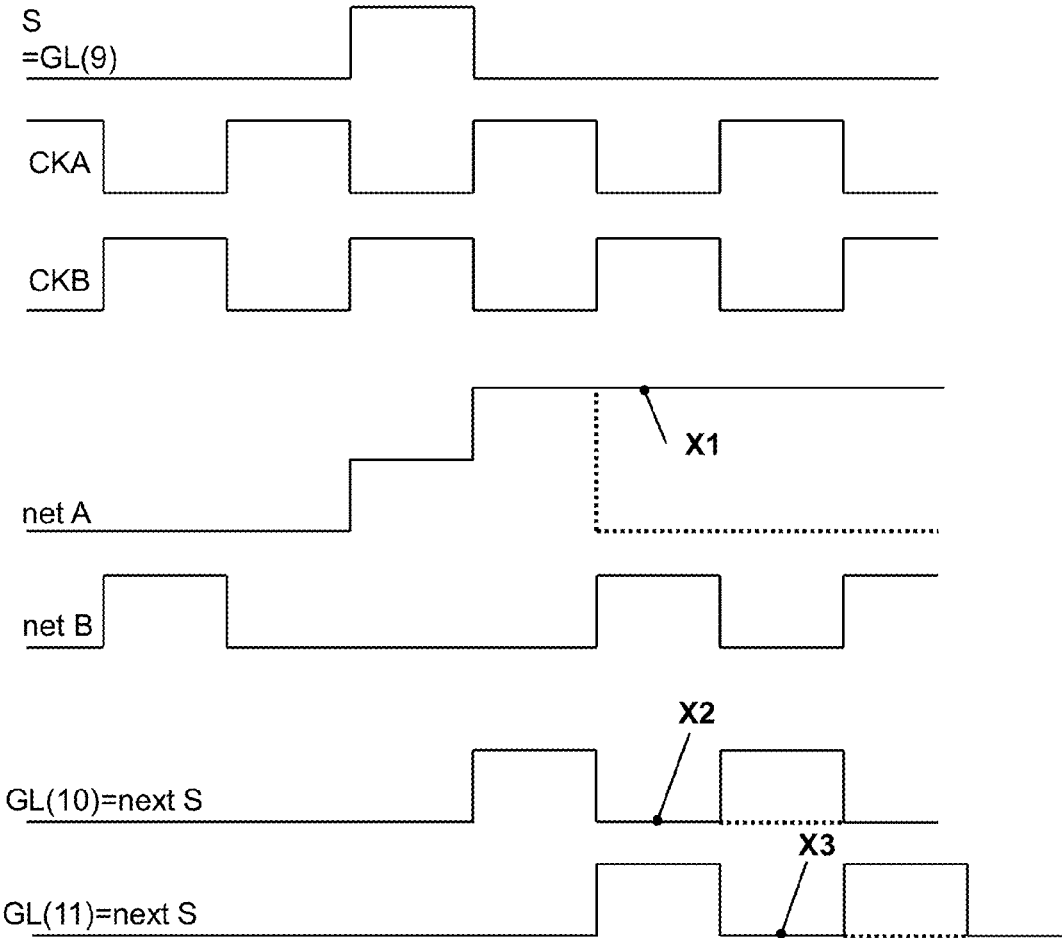 S
=GL(9)
CKA
CKB
X1
net A
net B
X2
GL(10)=next S
X3
GL(11)=next S